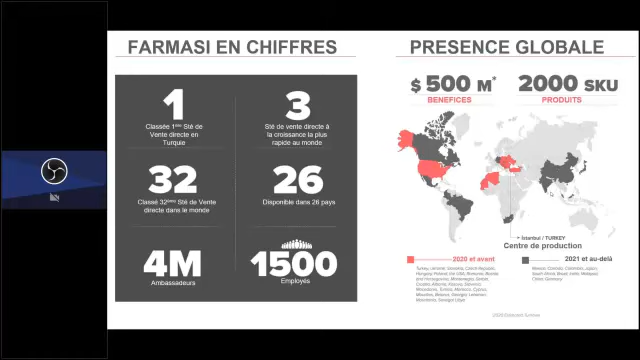 FARMASI EN CHIFFRES
1
Classée 1ère Sté de
Vente directe en
Turquie
3
Sté de vente directe à
la croissance la plus
rapide au monde
32
Classé 32ième Sté de Vente
directe dans le monde
26
Disponible dans 26 pays
4M
Ambassadeurs
1500
Employés
PRESENCE GLOBALE
$ 500 M*
BENEFICES
2000 SKU
PRODUITS
Istanbul / TURKEY
Centre de production
2020 et avent
2021 et au-delà